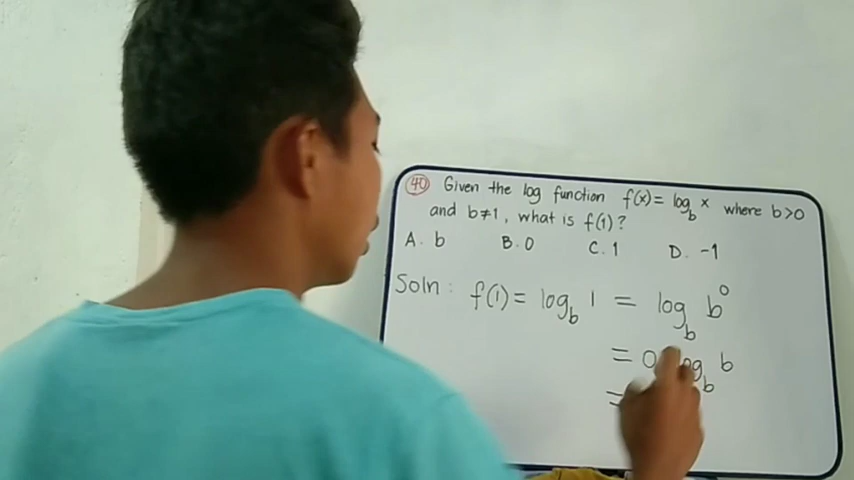 40 Given the log function f(x) = log_b x where b>0
and b≠1, what is f(1)?
A. b B. 0 C. 1 D. -1
Soln: f(1) = log_b 1 = log_b b^0
= 0 log_b b
=